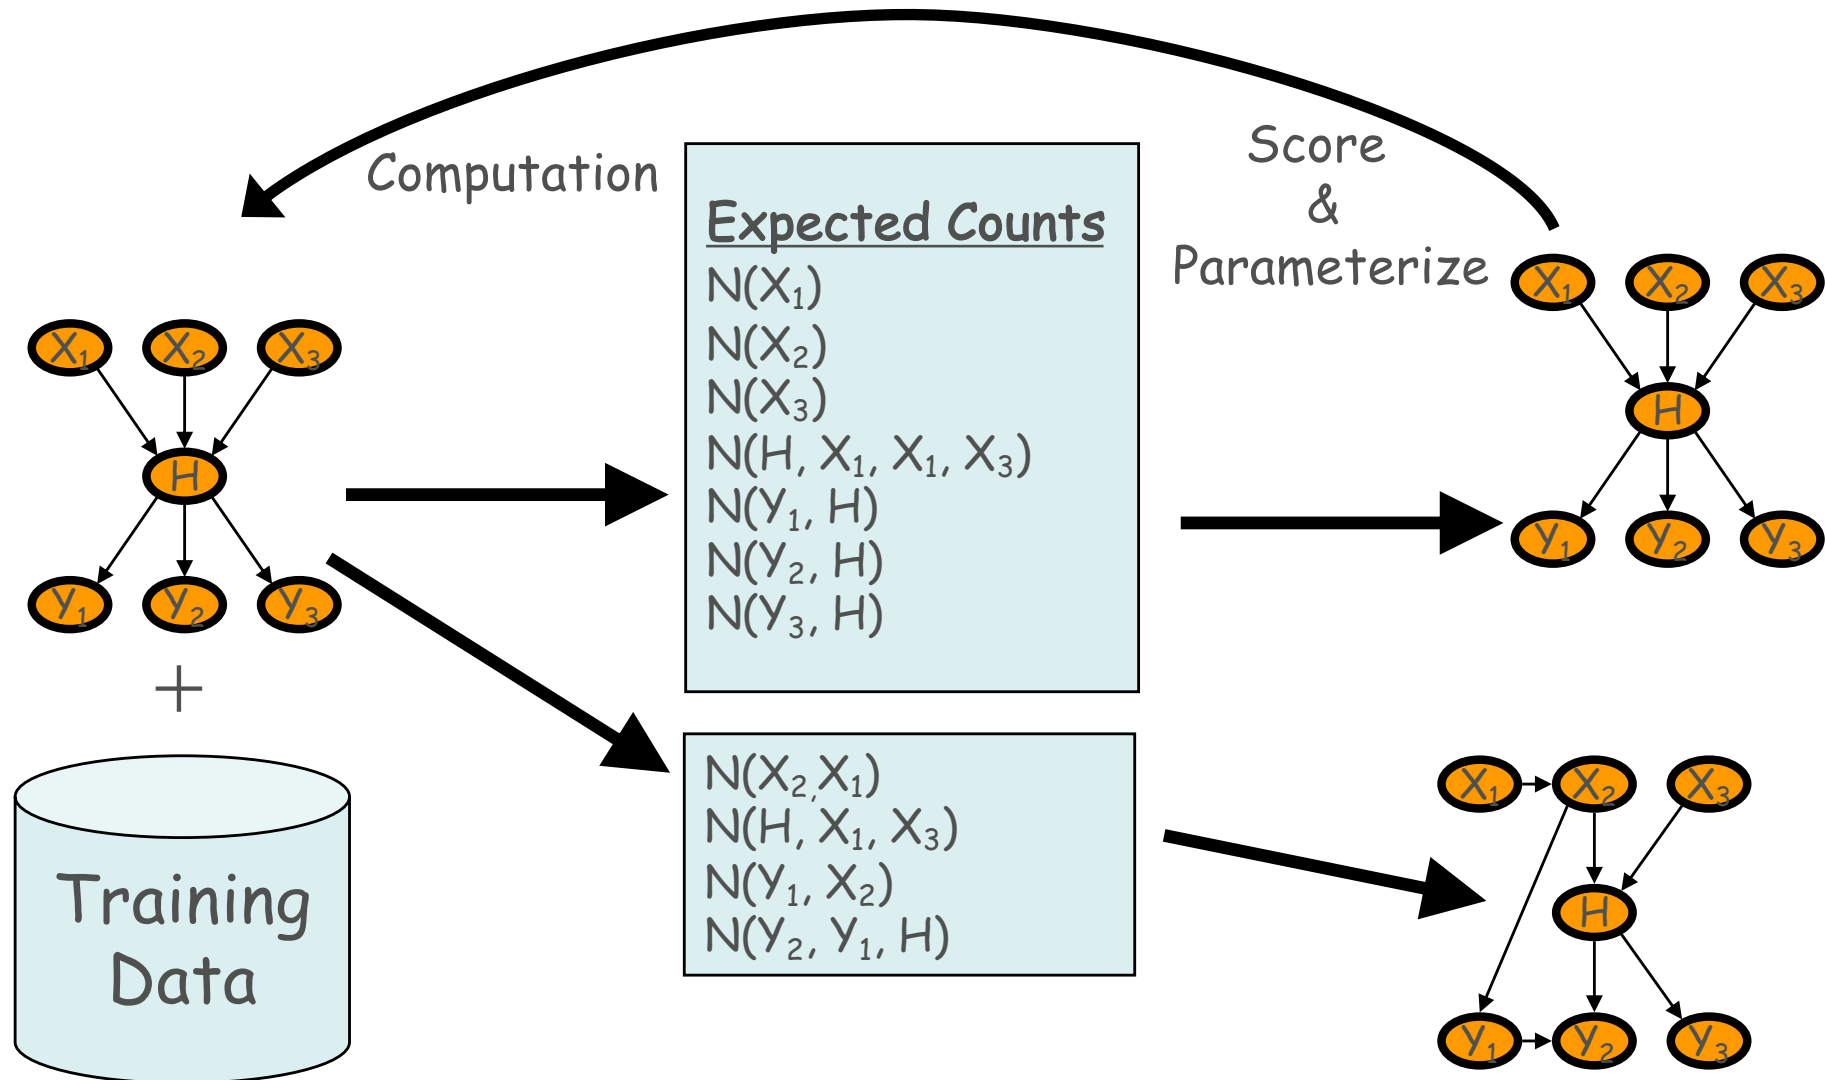 Computation
Score
&
Parameterize
Expected Counts
N(X₁)
N(X₂)
N(X₃)
N(H, X₁, X₁, X₃)
N(Y₁, H)
N(Y₂, H)
N(Y₃, H)
X₁ X₂ X₃
H
Y₁ Y₂ Y₃
+
Training
Data
X₁ X₂ X₃
H
Y₁ Y₂ Y₃
N(X₂,X₁)
N(H, X₁, X₃)
N(Y₁, X₂)
N(Y₂, Y₁, H)
X₁ X₂ X₃
H
Y₁ Y₂ Y₃